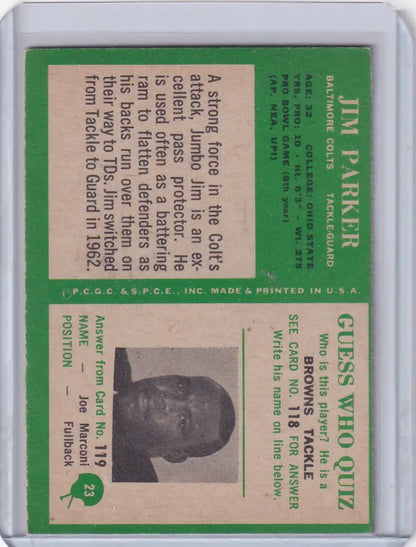 JIM PARKER
BALTIMORE COLTS TACKLE-GUARD
AGE: 32 COLLEGE: OHIO STATE
YRS. PRO: 10 - Ht. 6'3" - Wt. 275
PRO BOWL GAME (8th year)
(AP, NEA, UPI)
A strong force in the Colt's
attack, Jumbo Jim is an ex-
cellent pass protector. He
is used often as a battering
ram to flatten defenders as
his backs run over them on
their way to TDs. Jim switched
from Tackle to Guard in 1962.
P.C.G.C. & S.P.C.E., INC. MADE & PRINTED IN U.S.A.
GUESS WHO QUIZ
Who is this player? He is a
BROWNS TACKLE
SEE CARD NO. 118 FOR ANSWER
Write his name on line below.
Answer from Card No. 119
NAME — Joe Marconi
POSITION — Fullback
23